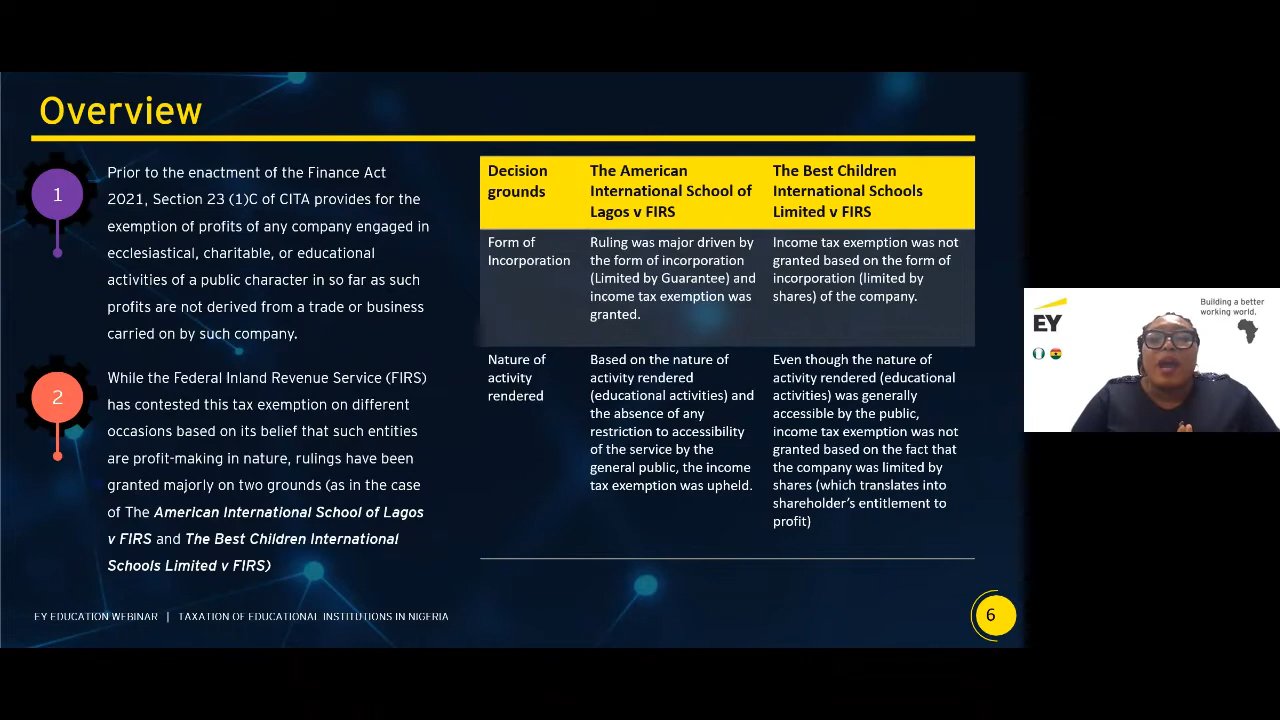 Overview
1
Prior to the enactment of the Finance Act
2021, Section 23 (1)C of CITA provides for the
exemption of profits of any company engaged in
ecclesiastical, charitable, or educational
activities of a public character in so far as such
profits are not derived from a trade or business
carried on by such company.
2
While the Federal Inland Revenue Service (FIRS)
has contested this tax exemption on different
occasions based on its belief that such entities
are profit-making in nature, rulings have been
granted majorly on two grounds (as in the case
of The American International School of Lagos
v FIRS and The Best Children International
Schools Limited v FIRS)
Decision
grounds
The American
International School of
Lagos v FIRS
The Best Children
International Schools
Limited v FIRS
Form of
Incorporation
Ruling was major driven by
the form of incorporation
(Limited by Guarantee) and
income tax exemption was
granted.
Income tax exemption was not
granted based on the form of
incorporation (limited by
shares) of the company.
Nature of
activity
rendered
Based on the nature of
activity rendered
(educational activities) and
the absence of any
restriction to accessibility
of the service by the
general public, the income
tax exemption was upheld.
Even though the nature of
activity rendered (educational
activities) was generally
accessible by the public,
income tax exemption was not
granted based on the fact that
the company was limited by
shares (which translates into
shareholder's entitlement to
profit)
EY EDUCATION WEBINAR | TAXATION OF EDUCATIONAL INSTITUTIONS IN NIGERIA
6
EY
Building a better
working world.